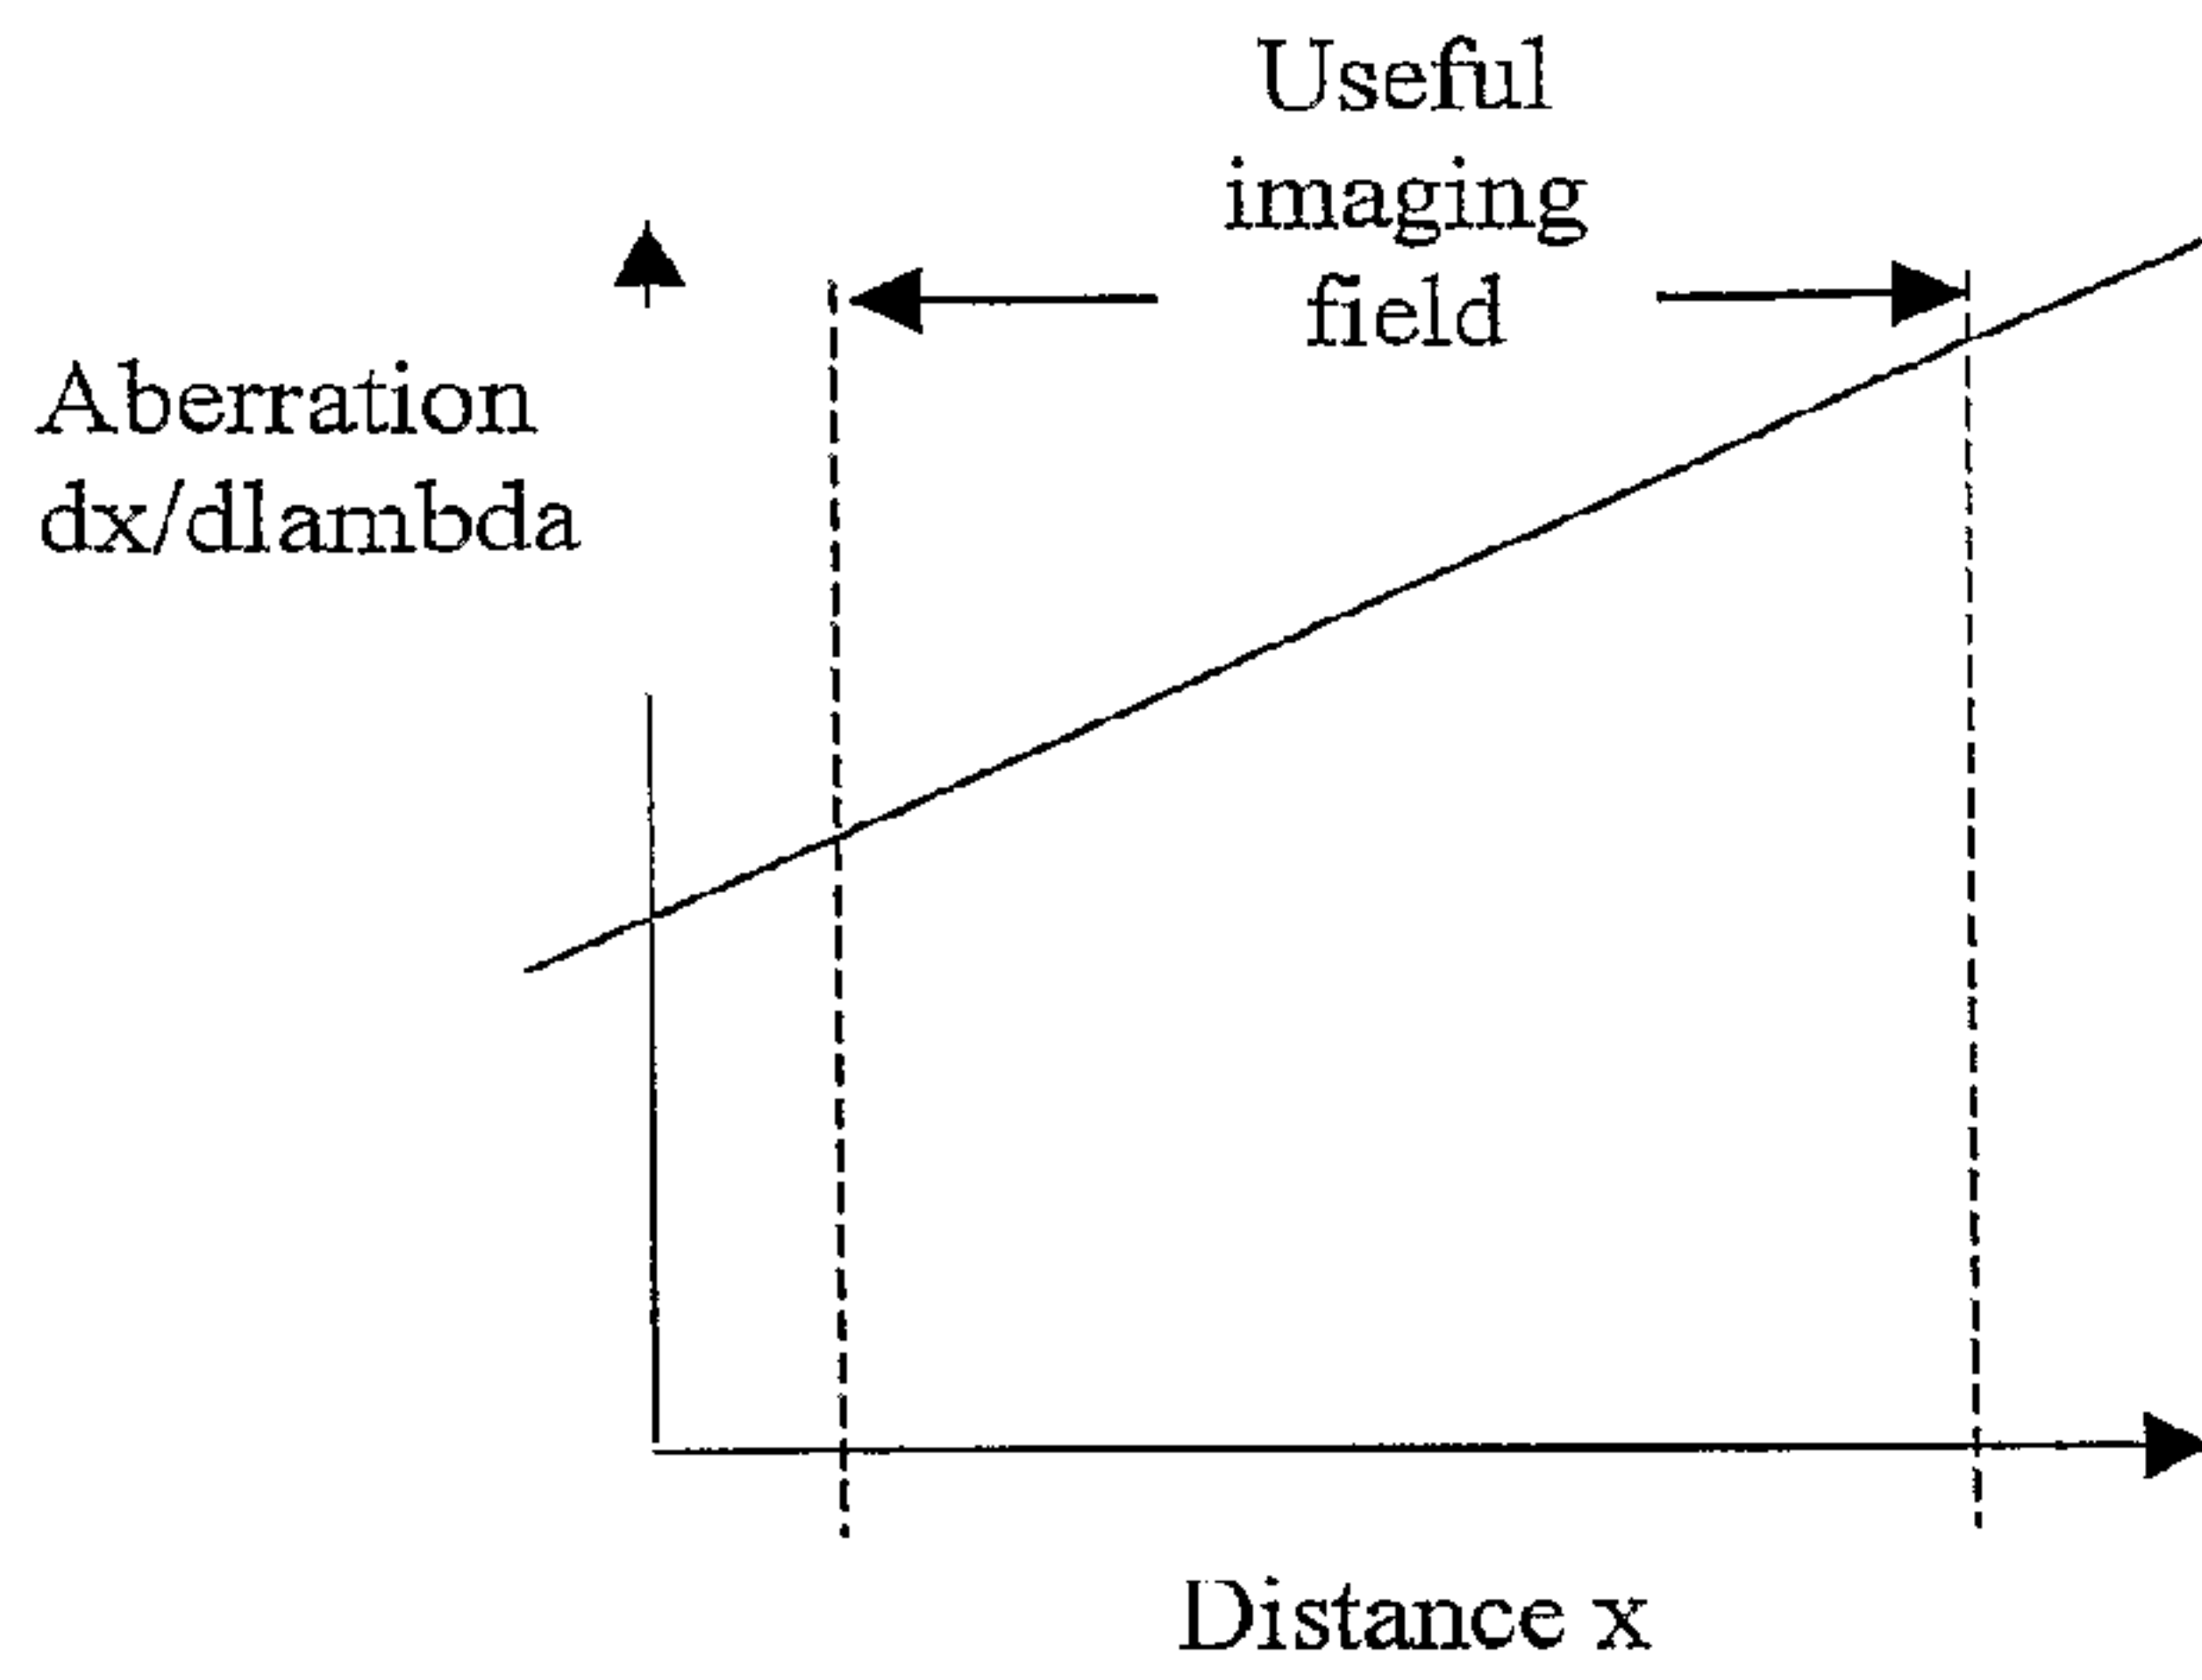 Useful
imaging
field
Aberration
dx/dlambda
Distance x